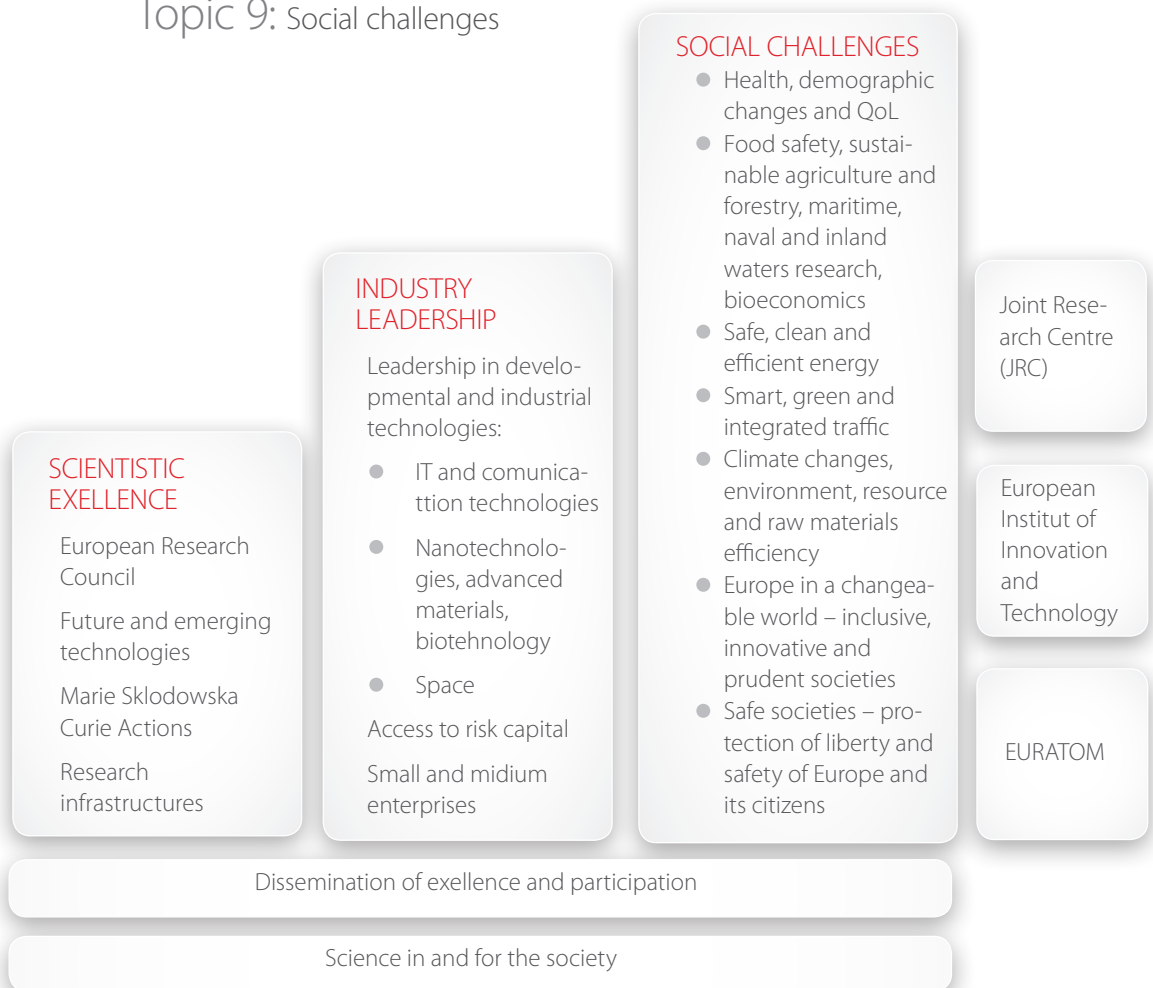 Topic 9: Social challenges
SCIENTISTIC
EXELLENCE
European Research
Council
Future and emerging
technologies
Marie Sklodowska
Curie Actions
Research
infrastructures
INDUSTRY
LEADERSHIP
Leadership in develo-
pmental and industrial
technologies:
● IT and comunica-
ttion technologies
● Nanotechnolo-
gies, advanced
materials,
biotehnology
● Space
Access to risk capital
Small and midium
enterprises
SOCIAL CHALLENGES
● Health, demographic
changes and QoL
● Food safety, sustai-
nable agriculture and
forestry, maritime,
naval and inland
waters research,
bioeconomics
● Safe, clean and
efficient energy
● Smart, green and
integrated traffic
● Climate changes,
environment, resource
and raw materials
efficiency
● Europe in a changea-
ble world – inclusive,
innovative and
prudent societies
● Safe societies – pro-
tection of liberty and
safety of Europe and
its citizens
Joint Rese-
arch Centre
(JRC)
European
Institut of
Innovation
and
Technology
EURATOM
Dissemination of exellence and participation
Science in and for the society